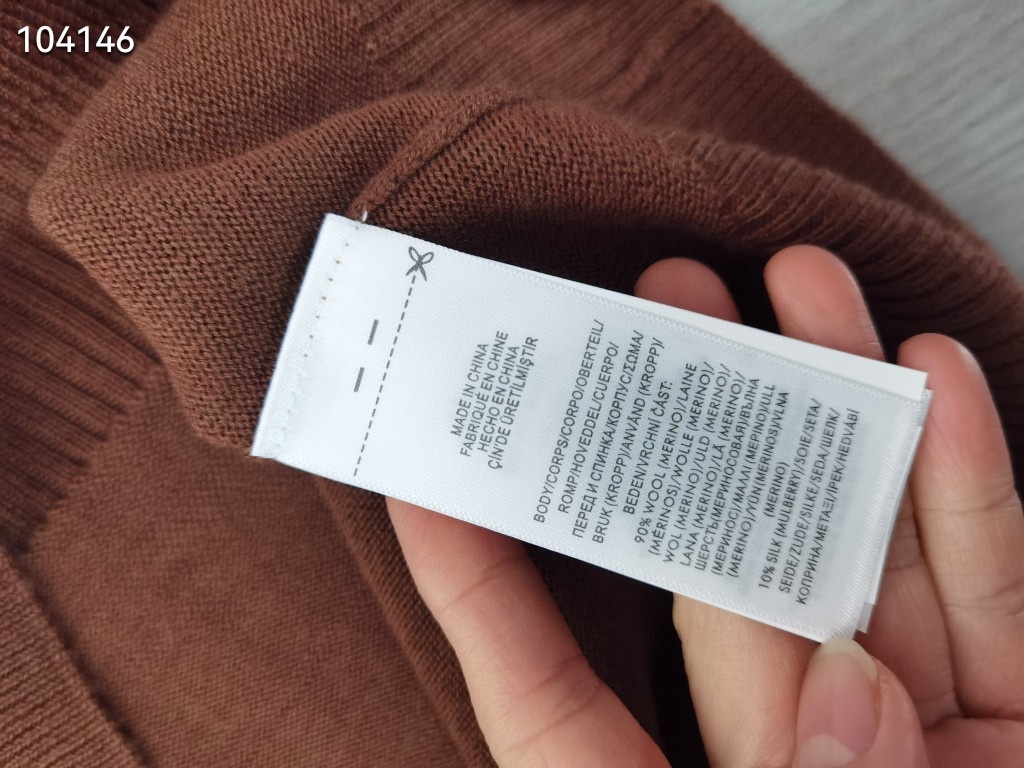 104146
MADE IN CHINA
FABRIQUÉ EN CHINE
HECHO EN CHINA
ÇİN'DE ÜRETİLMİŞTİR
BODY/CORPS/CORPO/OBERTEIL/
ROMP/HOVEDDEL/CUERPO/
ПЕРЕД И СПИНКА/КОРПУС/ΣΩΜΑ/
BRUK (KROPP)/ANVÄND (KROPP)/
BEDEN/VRCHNÍ ČÁST:
90% WOOL (MERINO)/LAINE
(MÉRINOS)/WOLLE (MERINO)/
WOL (MERINO)/ULD (MERINO)/
LANA (MERINO)/LÃ (MERINO)/
ШЕРСТЬ(МЕРИНОСОВАЯ)/ВЪЛНА
(МЕРИНОС)/ΜΑΛΛΙ (ΜΕΡΙΝΟ)/ULL
(MERINO)/YÜN (MERİNOS)/VLNA
(MERINO)
10% SILK (MULBERRY)/SOIE/SETA/
SEIDE/ZIJDE/SILKE/SEDA/ШЕЛК/
КОПРИНА/ΜΕΤΑΞΙ/İPEK/HEDVÁBÍ